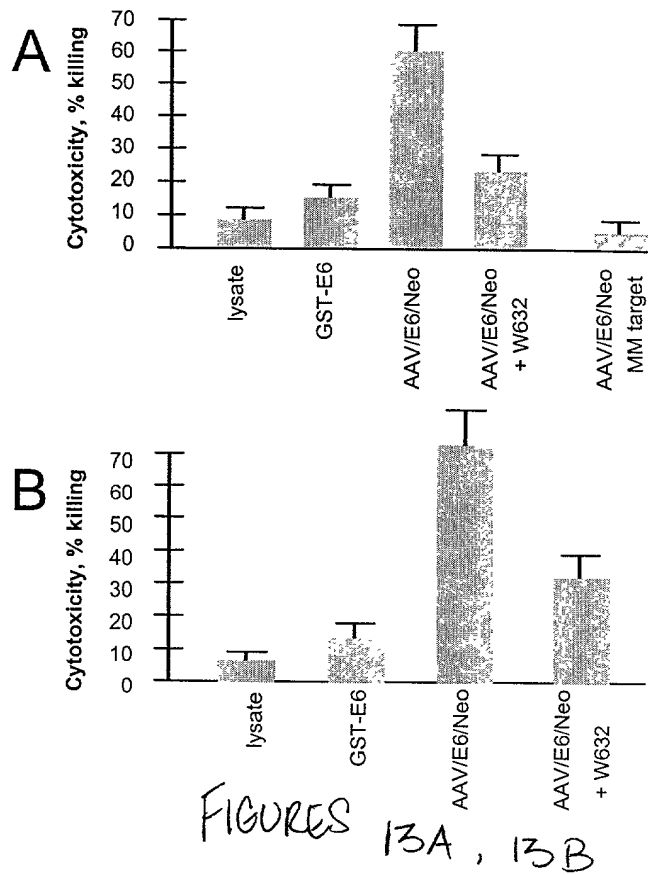 A
Cytotoxicity, % killing
70
60
50
40
30
20
10
0
lysate
GST-E6
AAV/E6/Neo
AAV/E6/Neo
+ W632
AAV/E6/Neo
MM target
B
Cytotoxicity, % killing
70
60
50
40
30
20
10
0
lysate
GST-E6
AAV/E6/Neo
AAV/E6/Neo
+ W632
FIGURES 13A, 13B